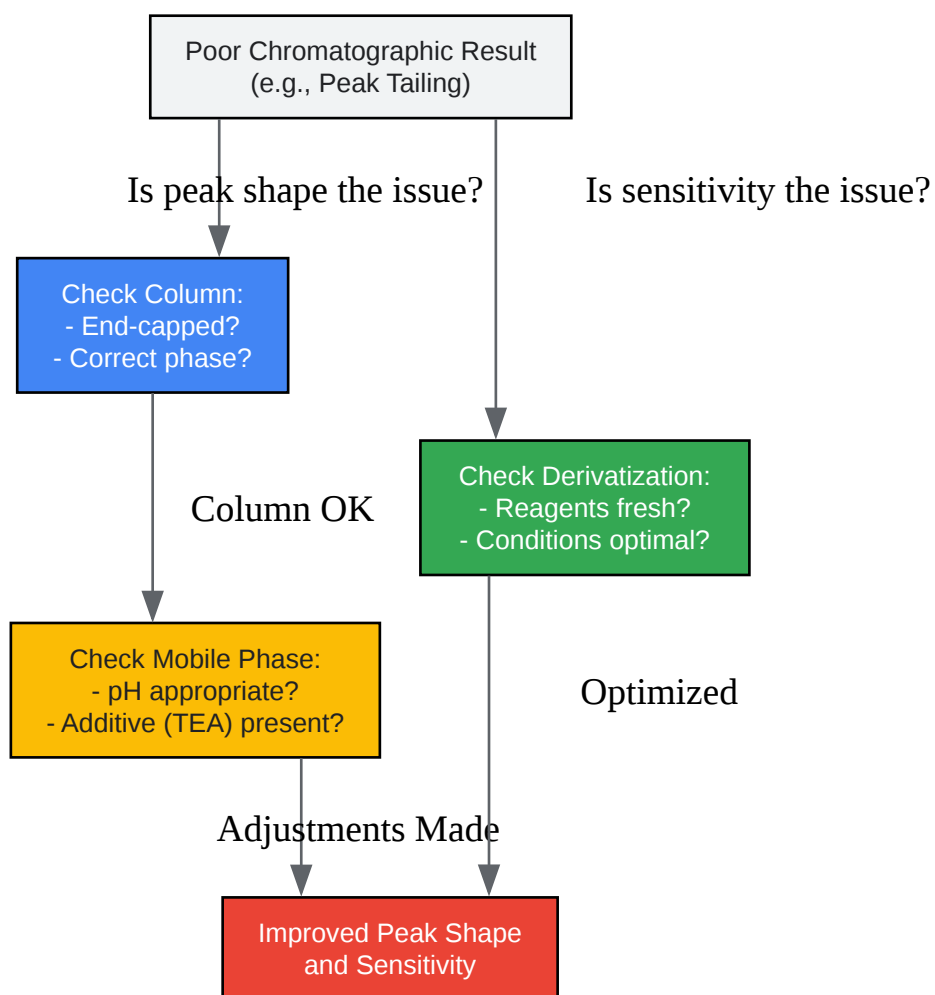 Poor Chromatographic Result
(e.g., Peak Tailing)
Is peak shape the issue?
Is sensitivity the issue?
Check Column:
- End-capped?
- Correct phase?
Column OK
Check Derivatization:
- Reagents fresh?
- Conditions optimal?
Check Mobile Phase:
- pH appropriate?
- Additive (TEA) present?
Optimized
Adjustments Made
Improved Peak Shape
and Sensitivity